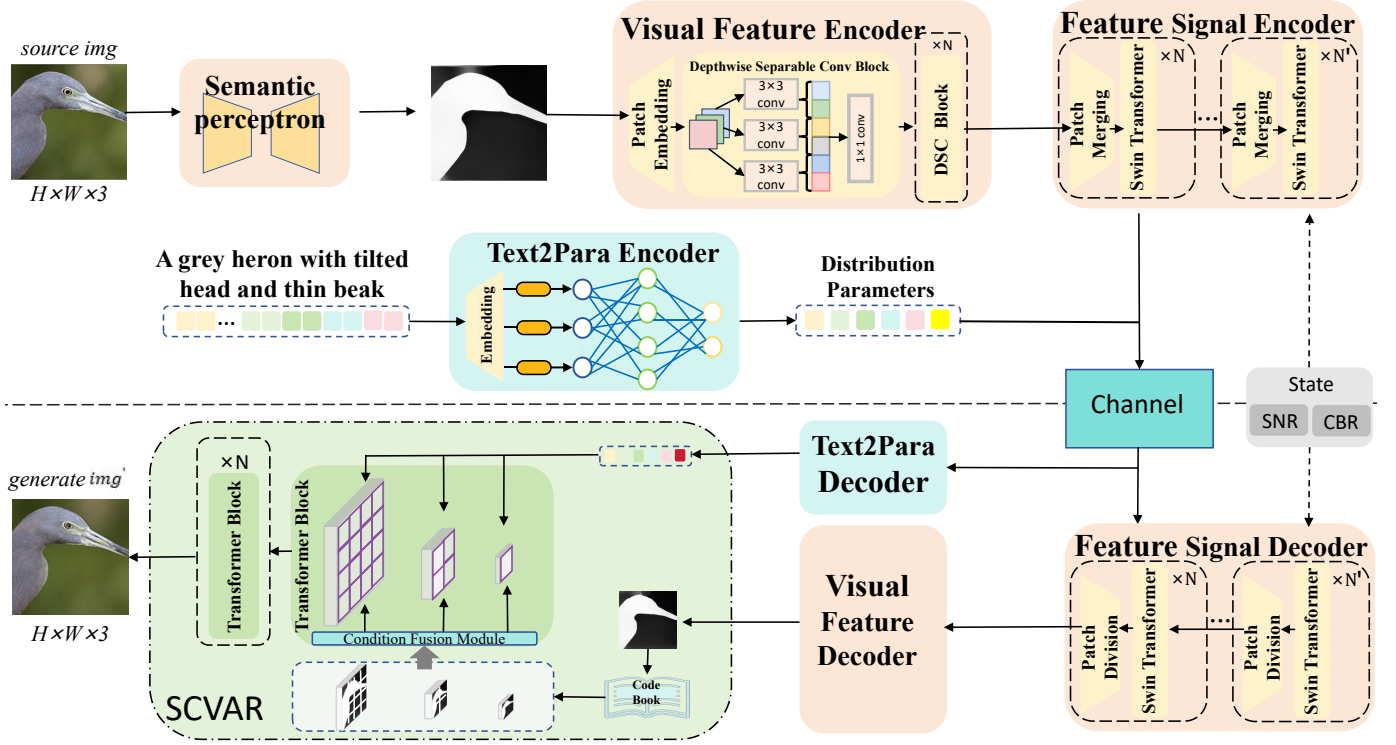 source img
H×W×3
Semantic
perceptron
Visual Feature Encoder
Patch
Embedding
Depthwise Separable Conv Block
3×3
conv
3×3
conv
3×3
conv
1×1 conv
×N
DSC Block
Feature Signal Encoder
Patch
Merging
Swin Transformer
×N
...
Patch
Merging
Swin Transformer
×N'
A grey heron with tilted
head and thin beak
...
Text2Para Encoder
Embedding
Distribution
Parameters
Channel
State
SNR
CBR
generate img'
H×W×3
×N
Transformer Block
Transformer Block
Condition Fusion Module
SCVAR
Code
Book
Text2Para
Decoder
Visual
Feature
Decoder
Feature Signal Decoder
Patch
Division
Swin Transformer
×N
...
Patch
Division
Swin Transformer
×N'